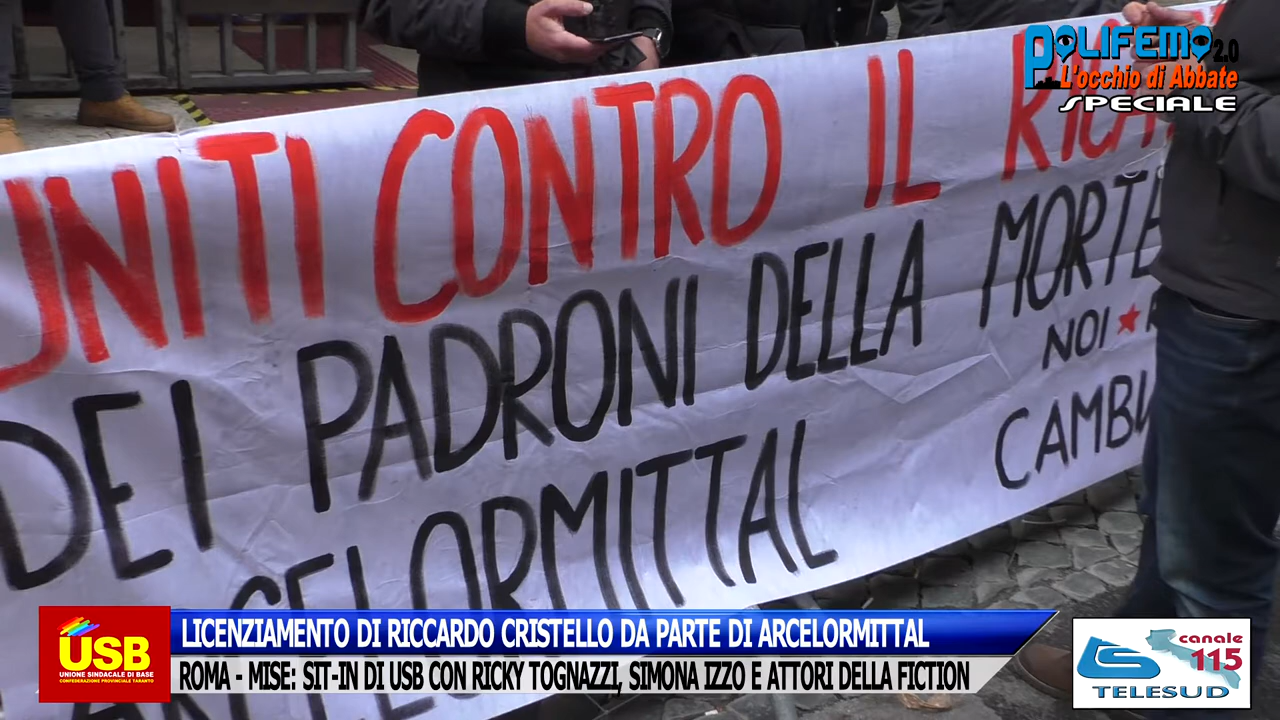 POLIFEMO 2.0
L'occhio di Abbate
SPECIALE
UNITI CONTRO IL
DEI PADRONI DELLA MORTE
NOI ★
ARCELORMITTAL
USB
UNIONE SINDACALE DI BASE
CONFEDERAZIONE PROVINCIALE TARANTO
LICENZIAMENTO DI RICCARDO CRISTELLO DA PARTE DI ARCELORMITTAL
ROMA - MISE: SIT-IN DI USB CON RICKY TOGNAZZI, SIMONA IZZO E ATTORI DELLA FICTION
canale
115
TELESUD